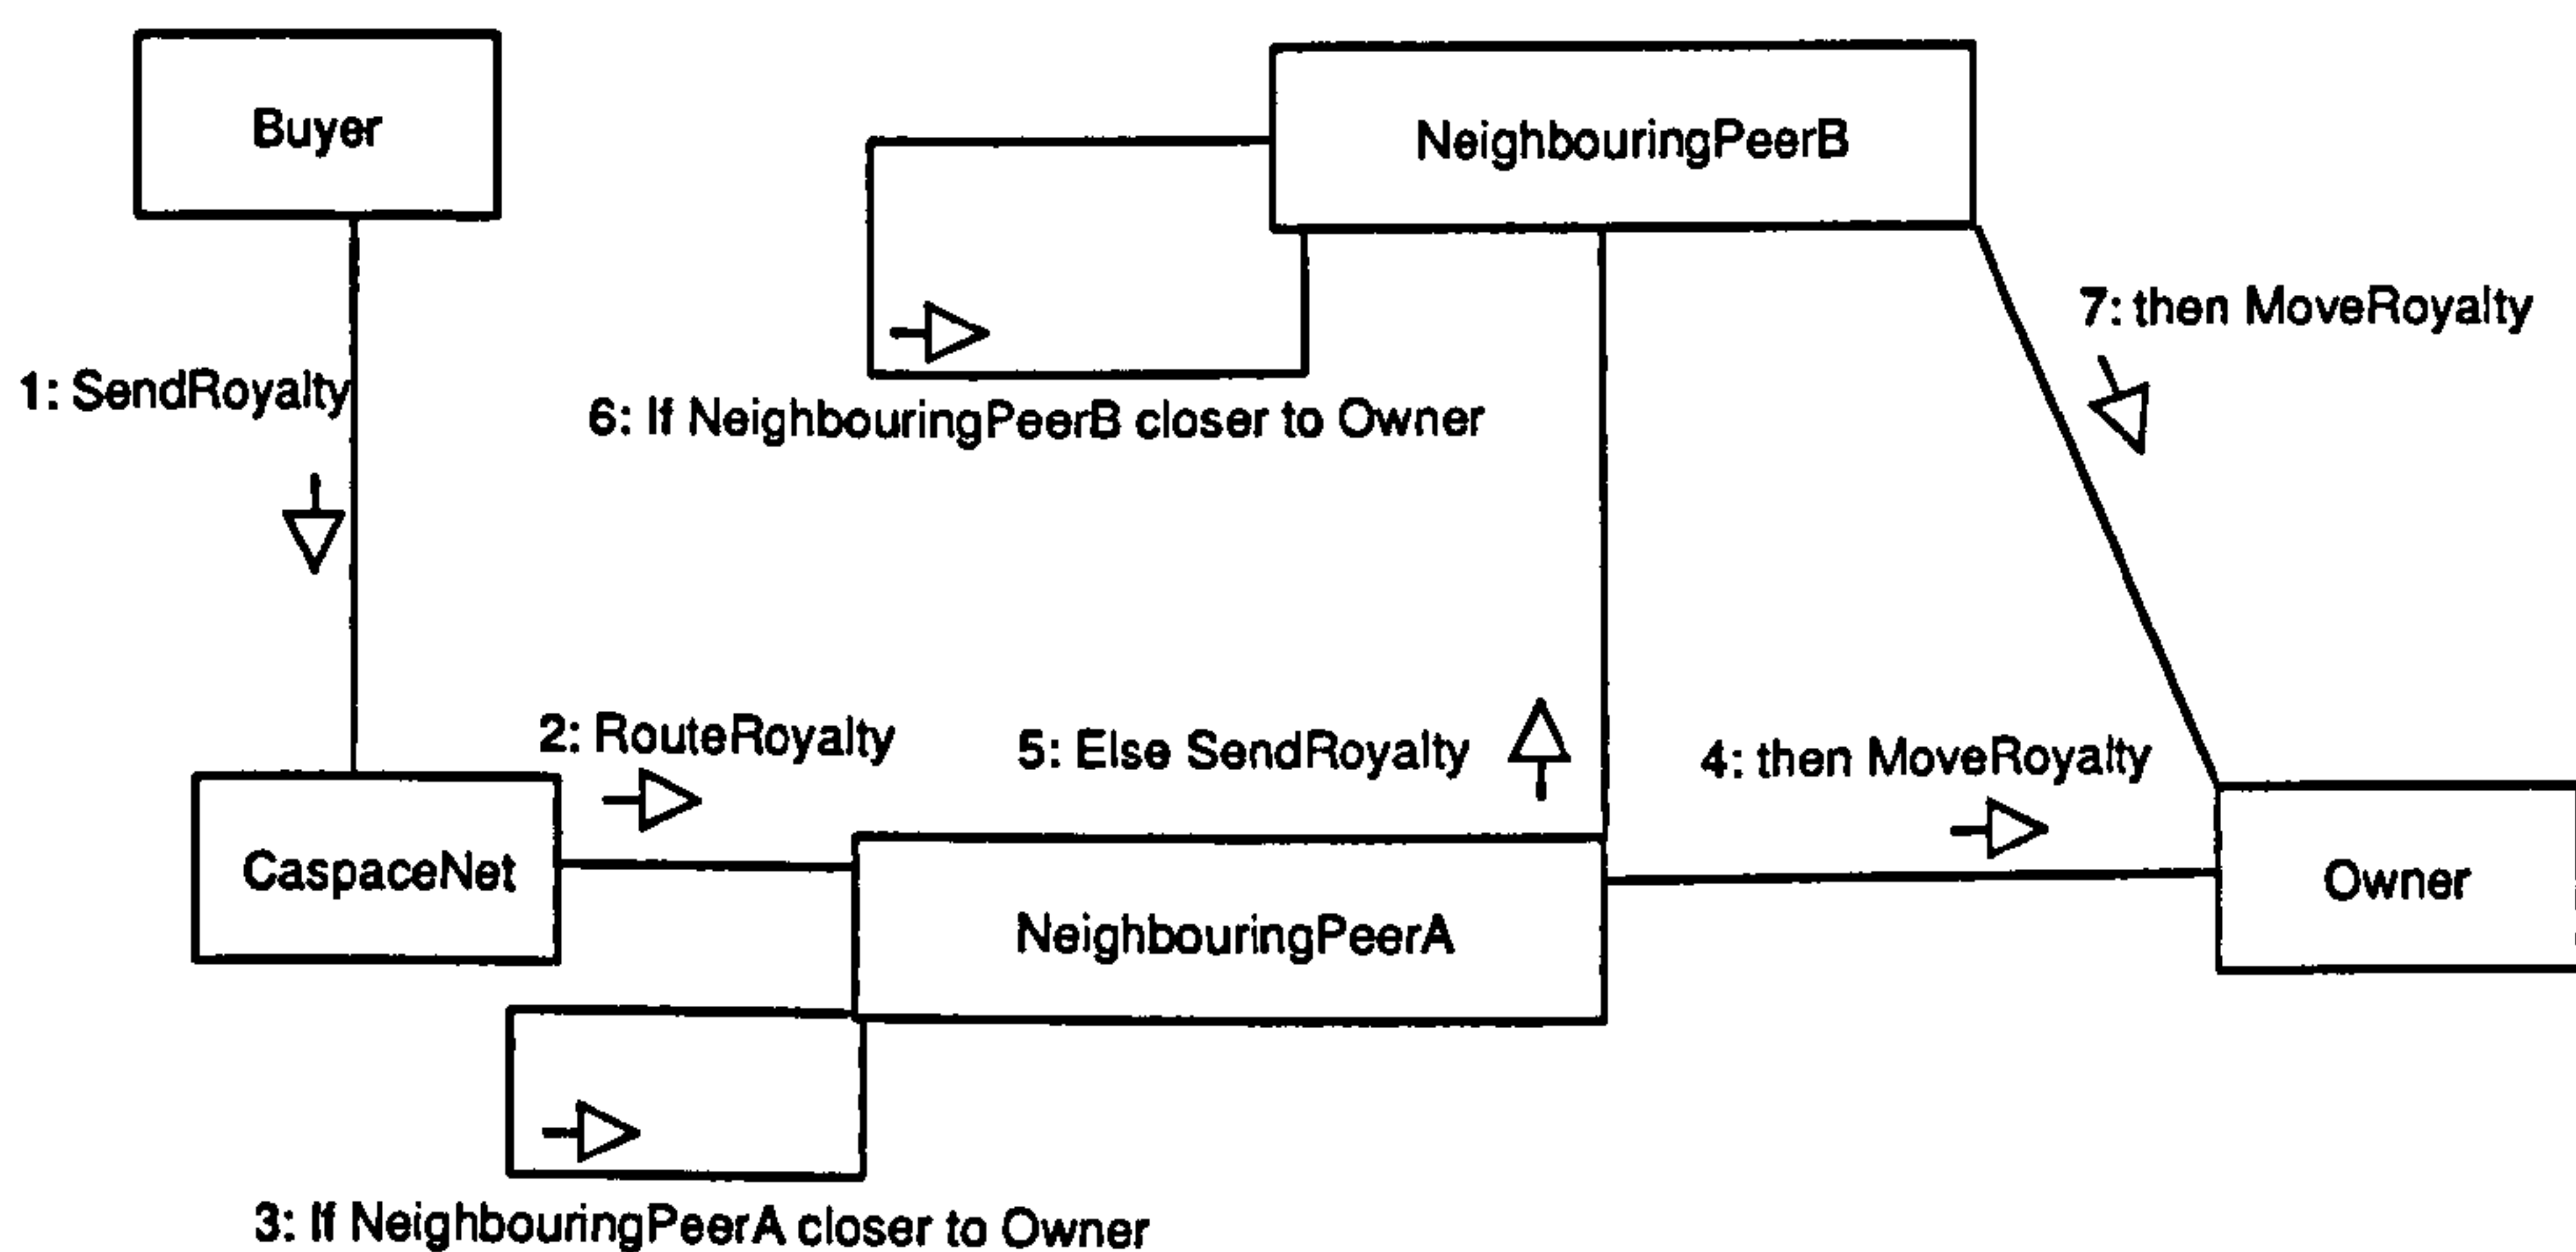 Buyer
NeighbouringPeerB
7: then MoveRoyalty
1: SendRoyalty
6: If NeighbouringPeerB closer to Owner
2: RouteRoyalty
5: Else SendRoyalty
4: then MoveRoyalty
CaspaceNet
NeighbouringPeerA
Owner
3: If NeighbouringPeerA closer to Owner